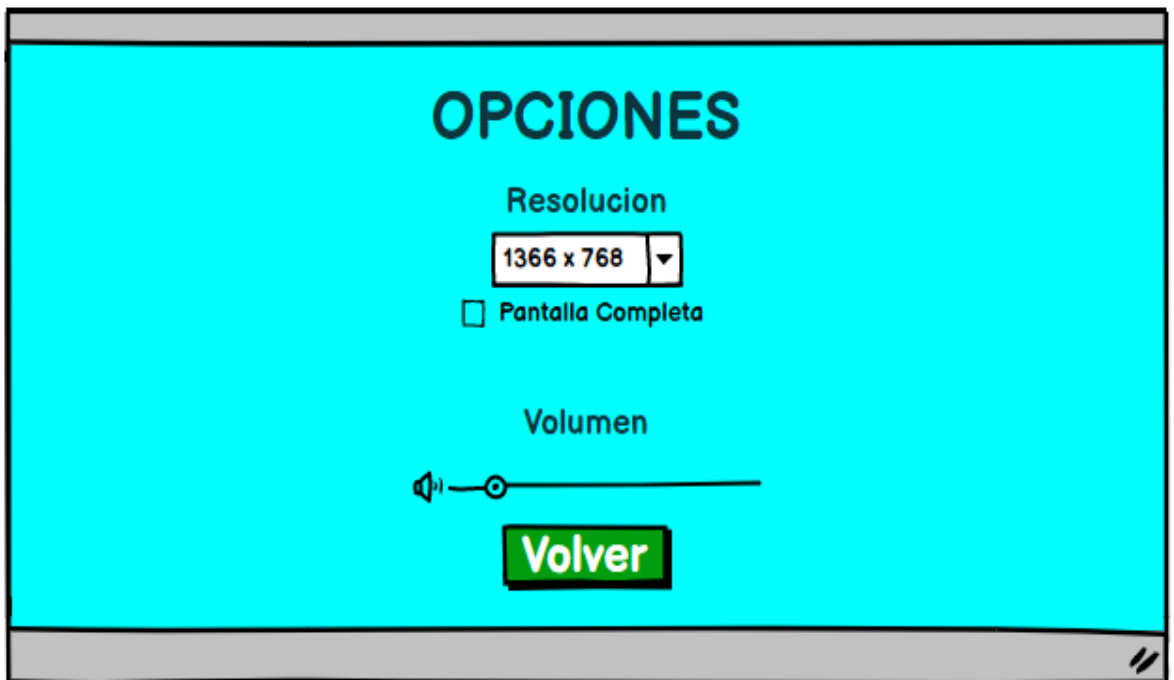 OPCIONES
Resolucion
1366 x 768
Pantalla Completa
Volumen
Volver